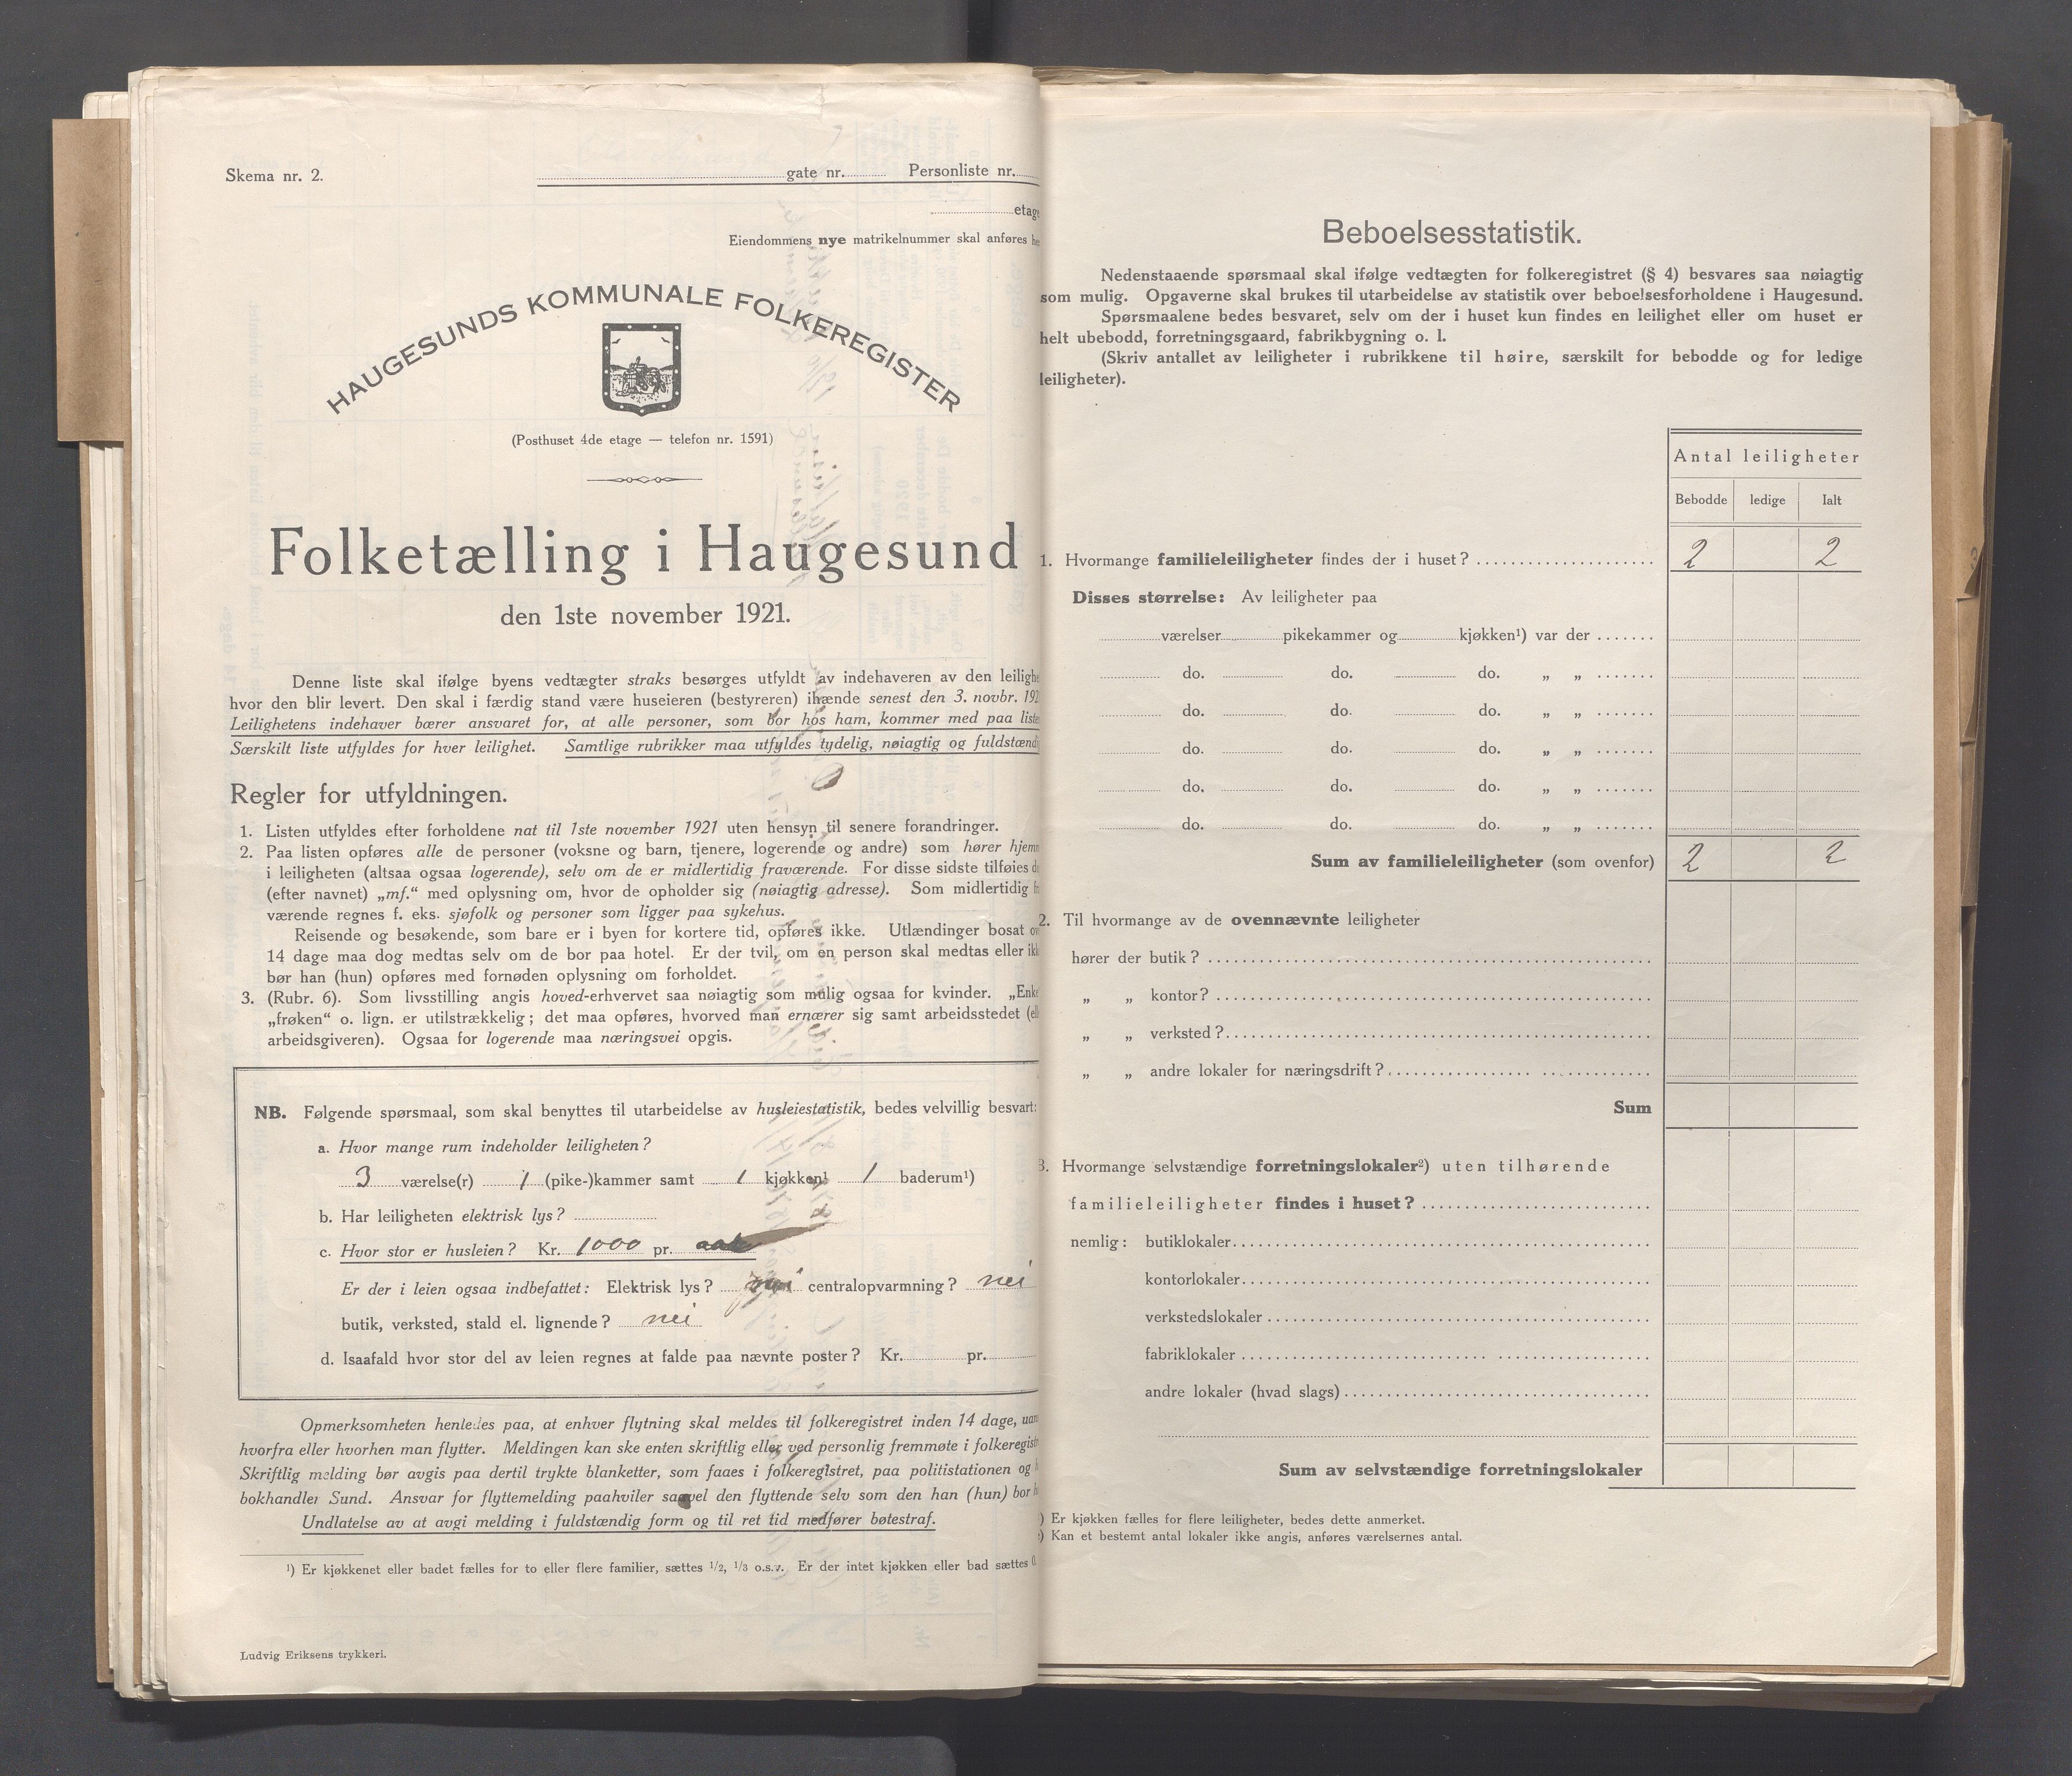 Skema nr. 2.
gate nr. Personliste nr.
etage
Eiendommens nye matrikelnummer skal anføres
HAUGESUNDS KOMMUNALE FOLKEREGISTER
(Posthuset 4de etage — telefon nr. 1591)
Folketælling i Haugesund
den 1ste november 1921.
Denne liste skal ifølge byens vedtægter straks besørges utfyldt av indehaveren av den
hvor den blir levert. Den skal i færdig stand være huseieren (bestyreren) ihænde senest den 3. novbr.
Leilighetens indehaver bærer ansvaret for, at alle personer, som bor hos ham, kommer med paa
Særskilt liste utfyldes for hver leilighet. Samtlige rubrikker maa utfyldes tydelig, nøiagtig og
Regler for utfyldningen.
1. Listen utfyldes efter forholdene nat til 1ste november 1921 uten hensyn til senere forandringer.
2. Paa listen opføres alle de personer (voksne og barn, tjenere, logerende og andre) som hører
i leiligheten (altsaa ogsaa logerende), selv om de er midlertidig fraværende. For disse sidste tilføies
(efter navnet) „mf.“ med oplysning om, hvor de opholder sig (nøiagtig adresse). Som midlertidig
værende regnes f. eks. sjøfolk og personer som ligger paa sykehus.
Reisende og besøkende, som bare er i byen for kortere tid, opføres ikke. Utlændinger bosat
14 dage maa dog medtas selv om de bor paa hotel. Er der tvil, om en person skal medtas eller
bør han (hun) opføres med fornøden oplysning om forholdet.
3. (Rubr. 6). Som livsstilling angis hoved-erhvervet saa nøiagtig som mulig ogsaa for kvinder.
„frøken“ o. lign. er utilstrækkelig; det maa opføres, hvorved man ernærer sig samt arbeidsstedet
arbeidsgiveren). Ogsaa for logerende maa næringsvei opgis.
NB. Følgende spørsmaal, som skal benyttes til utarbeidelse av husleiestatistik, bedes velvillig besvart:
a. Hvor mange rum indeholder leiligheten?
3 værelse(r) 1 (pike-)kammer samt 1 kjøkken 1 baderum¹)
b. Har leiligheten elektrisk lys?
c. Hvor stor er husleien? Kr. 1000 pr. aar
Er der i leien ogsaa indbefattet: Elektrisk lys? nei centralopvarmning? nei
butik, verksted, stald el. lignende? nei
d. Isaafald hvor stor del av leien regnes at falde paa nævnte poster? Kr. pr.
Opmerksomheten henledes paa, at enhver flytning skal meldes til folkeregistret inden 14 dage,
hvorfra eller hvorhen man flytter. Meldingen kan ske enten skriftlig eller ved personlig fremmøte i
Skriftlig melding bør avgis paa dertil trykte blanketter, som faaes i folkeregistret, paa politistationen og
bokhandler Sund. Ansvar for flyttemelding paahviler saavel den flyttende selv som den han (hun) bor
Undlatelse av at avgi melding i fuldstændig form og til ret tid medfører bøtestraf.
¹) Er kjøkkenet eller badet fælles for to eller flere familier, sættes 1/2, 1/3 o.s.v. Er der intet kjøkken eller bad sættes 0.
Ludvig Eriksens trykkeri.
Beboelsesstatistik.
Nedenstaaende spørsmaal skal ifølge vedtægten for folkeregistret (§ 4) besvares saa nøiagtig
som mulig. Opgaverne skal brukes til utarbeidelse av statistik over beboelsesforholdene i Haugesund.
Spørsmaalene bedes besvaret, selv om der i huset kun findes en leilighet eller om huset er
helt ubebodd, forretningsgaard, fabrikbygning o. l.
(Skriv antallet av leiligheter i rubrikkene til høire, særskilt for bebodde og for ledige
leiligheter).
Antal leiligheter
Bebodde ledige Ialt
1. Hvormange familieleiligheter findes der i huset? 2 2
Disses størrelse: Av leiligheter paa
værelser pikekammer og kjøkken¹) var der
do. do. do. „ „
do. do. do. „ „
do. do. do. „ „
do. do. do. „ „
do. do. do. „ „
Sum av familieleiligheter (som ovenfor) 2 2
2. Til hvormange av de ovennævnte leiligheter
hører der butik?
„ „ kontor?
„ „ verksted?
„ „ andre lokaler for næringsdrift?
Sum
3. Hvormange selvstændige forretningslokaler²) uten tilhørende
familieleiligheter findes i huset?
nemlig: butiklokaler
kontorlokaler
verkstedslokaler
fabriklokaler
andre lokaler (hvad slags)
Sum av selvstændige forretningslokaler
) Er kjøkken fælles for flere leiligheter, bedes dette anmerket.
) Kan et bestemt antal lokaler ikke angis, anføres værelsernes antal.